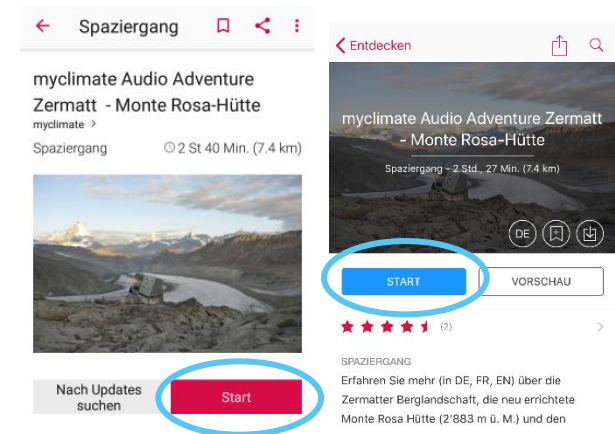 Spaziergang
myclimate Audio Adventure
Zermatt - Monte Rosa-Hütte
myclimate >
Spaziergang 2 St 40 Min. (7.4 km)
Nach Updates
suchen
Start
Entdecken
myclimate Audio Adventure Zermatt
- Monte Rosa-Hütte
Spaziergang - 2 Std., 27 Min. (7.4 km)
DE
START
VORSCHAU
(2)
SPAZIERGANG
Erfahren Sie mehr (in DE, FR, EN) über die
Zermatter Berglandschaft, die neu errichtete
Monte Rosa Hütte (2'883 m ü. M.) und den